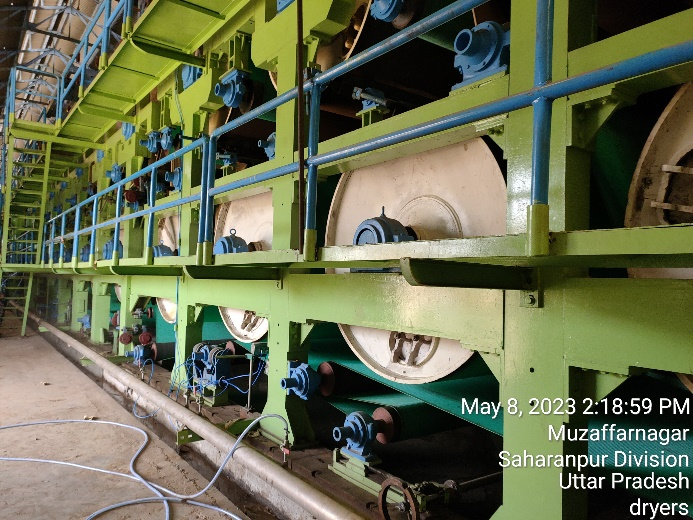 May 8, 2023 2:18:59 PM
Muzaffarnagar
Saharanpur Division
Uttar Pradesh
dryers